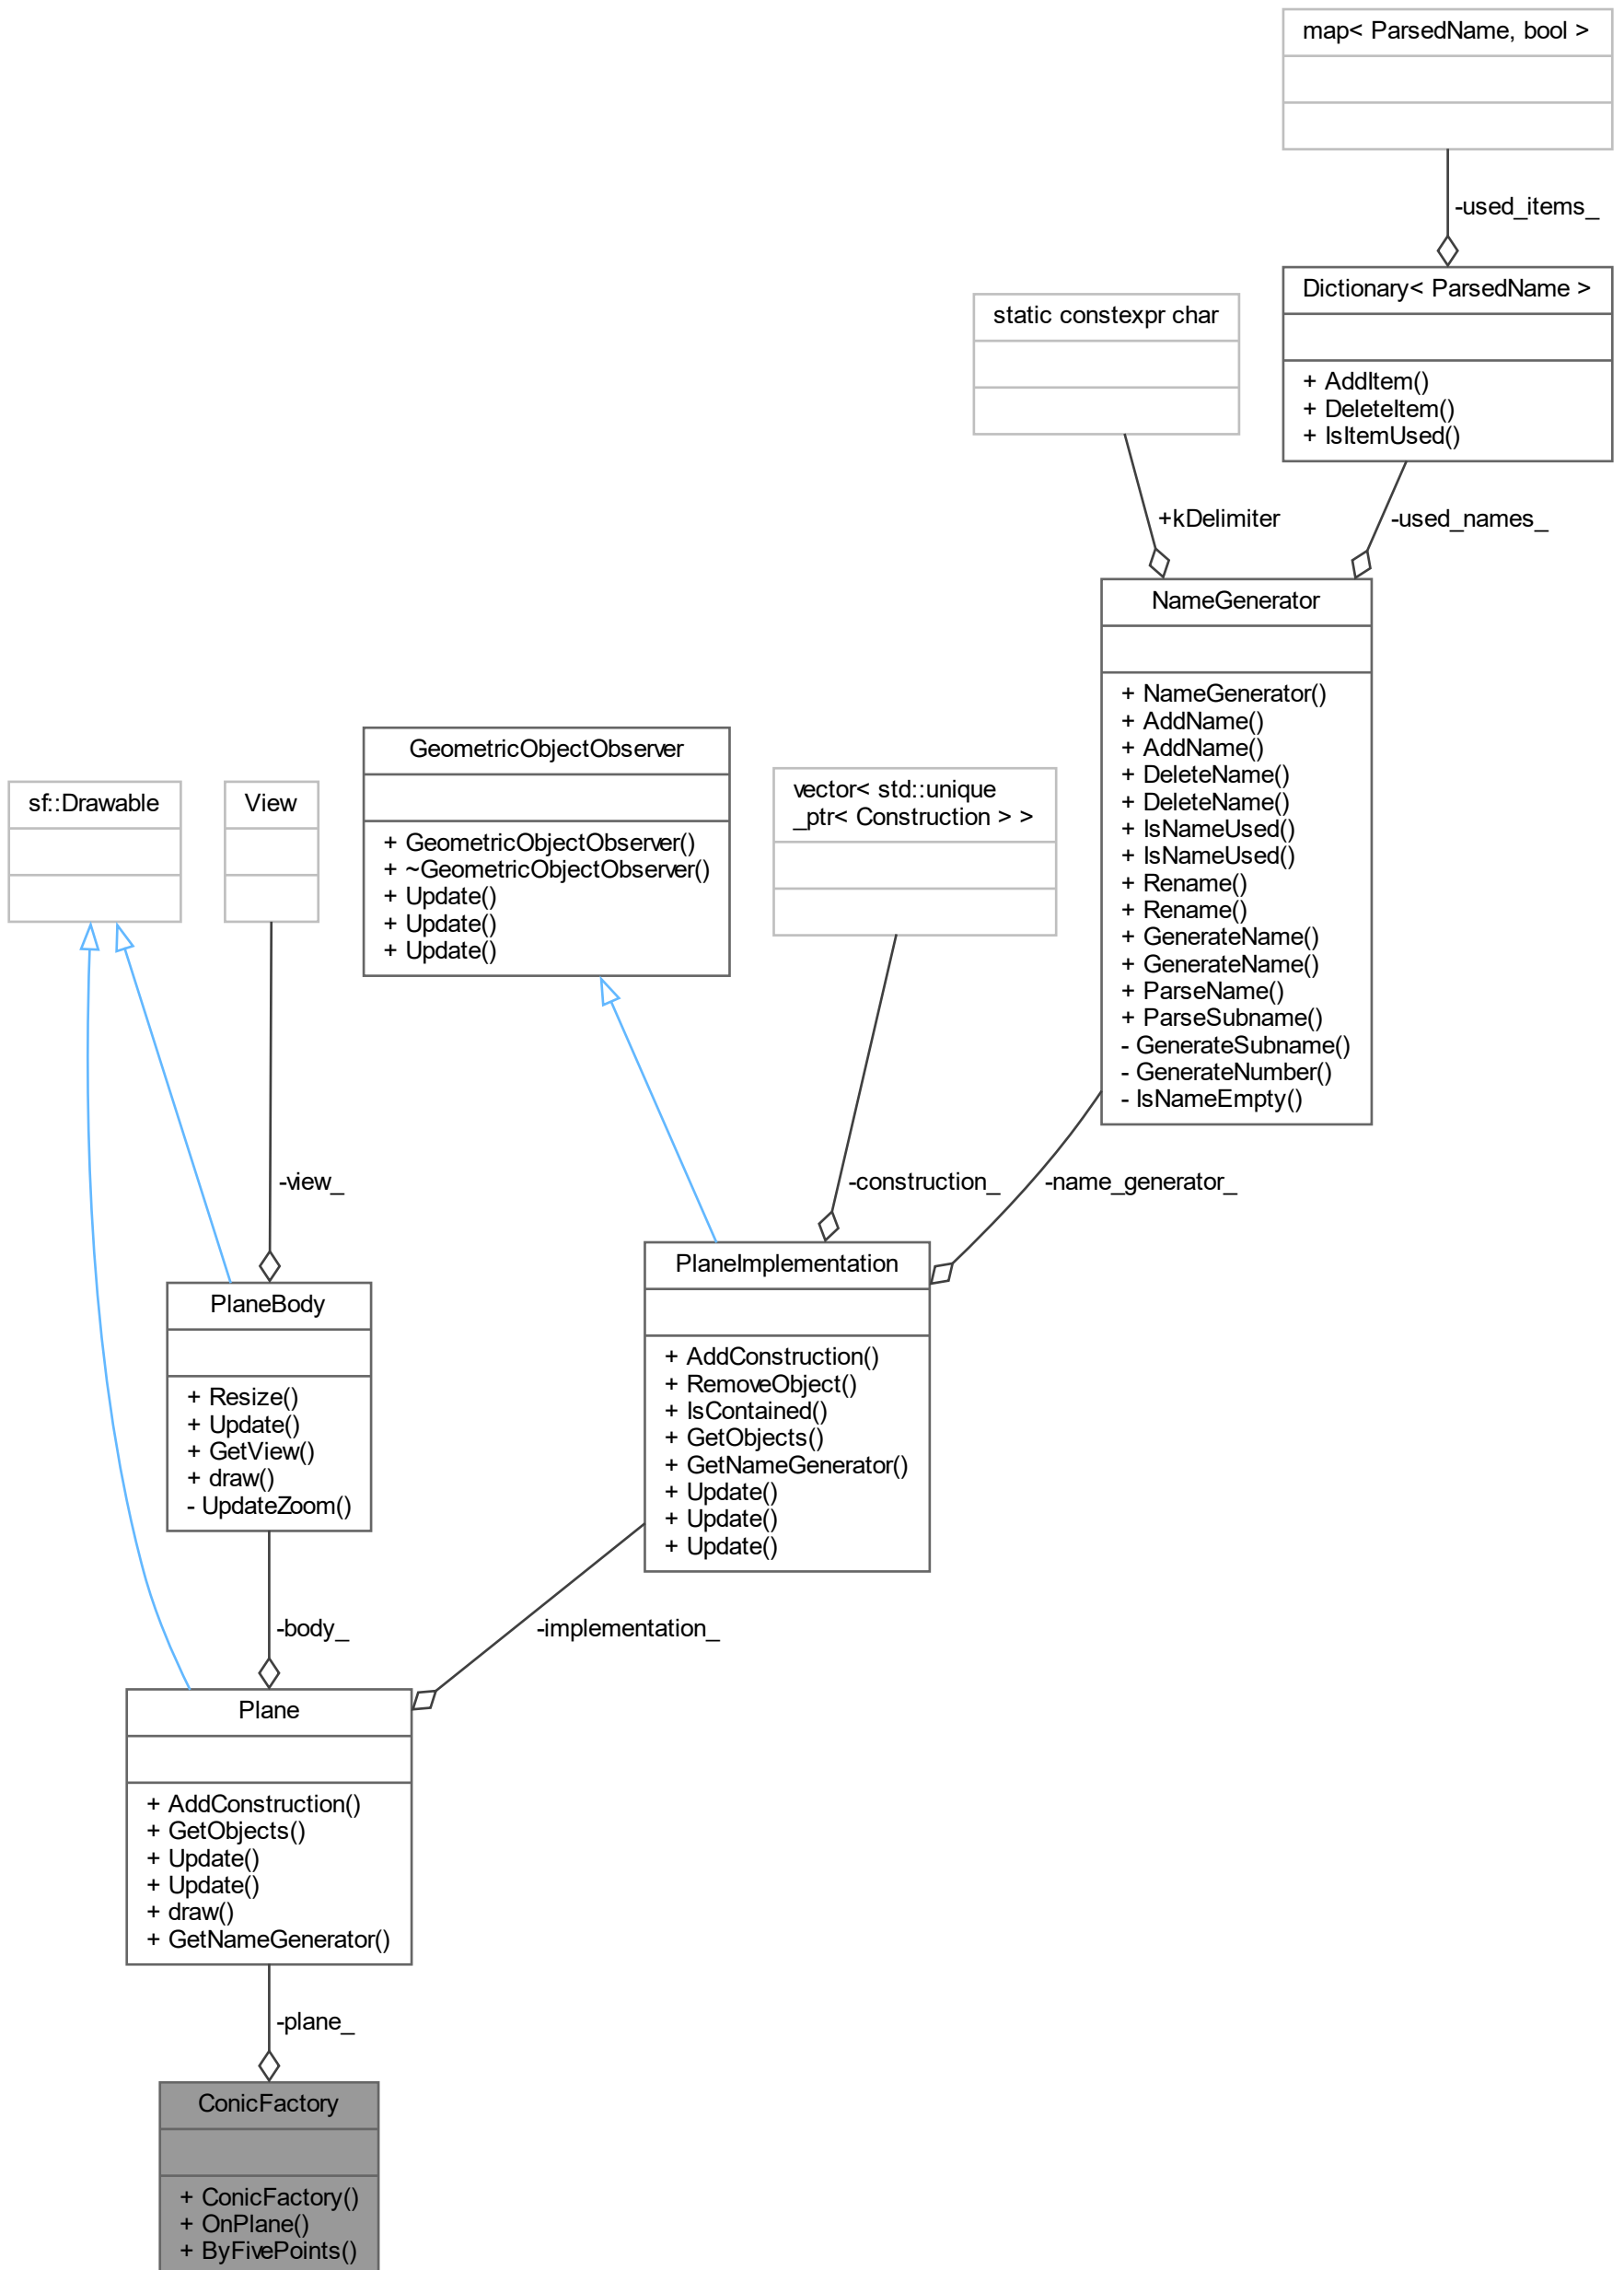 map< ParsedName, bool >
-used_items_
Dictionary< ParsedName >
+ AddItem()
+ DeleteItem()
+ IsItemUsed()
static constexpr char
+kDelimiter
-used_names_
NameGenerator
+ NameGenerator()
+ AddName()
+ AddName()
+ DeleteName()
+ DeleteName()
+ IsNameUsed()
+ IsNameUsed()
+ Rename()
+ Rename()
+ GenerateName()
+ GenerateName()
+ ParseName()
+ ParseSubname()
- GenerateSubname()
- GenerateNumber()
- IsNameEmpty()
GeometricObjectObserver
+ GeometricObjectObserver()
+ ~GeometricObjectObserver()
+ Update()
+ Update()
+ Update()
sf::Drawable
View
vector< std::unique
_ptr< Construction > >
-view_
-construction_
-name_generator_
PlaneImplementation
+ AddConstruction()
+ RemoveObject()
+ IsContained()
+ GetObjects()
+ GetNameGenerator()
+ Update()
+ Update()
+ Update()
PlaneBody
+ Resize()
+ Update()
+ GetView()
+ draw()
- UpdateZoom()
-body_
-implementation_
Plane
+ AddConstruction()
+ GetObjects()
+ Update()
+ Update()
+ draw()
+ GetNameGenerator()
-plane_
ConicFactory
+ ConicFactory()
+ OnPlane()
+ ByFivePoints()